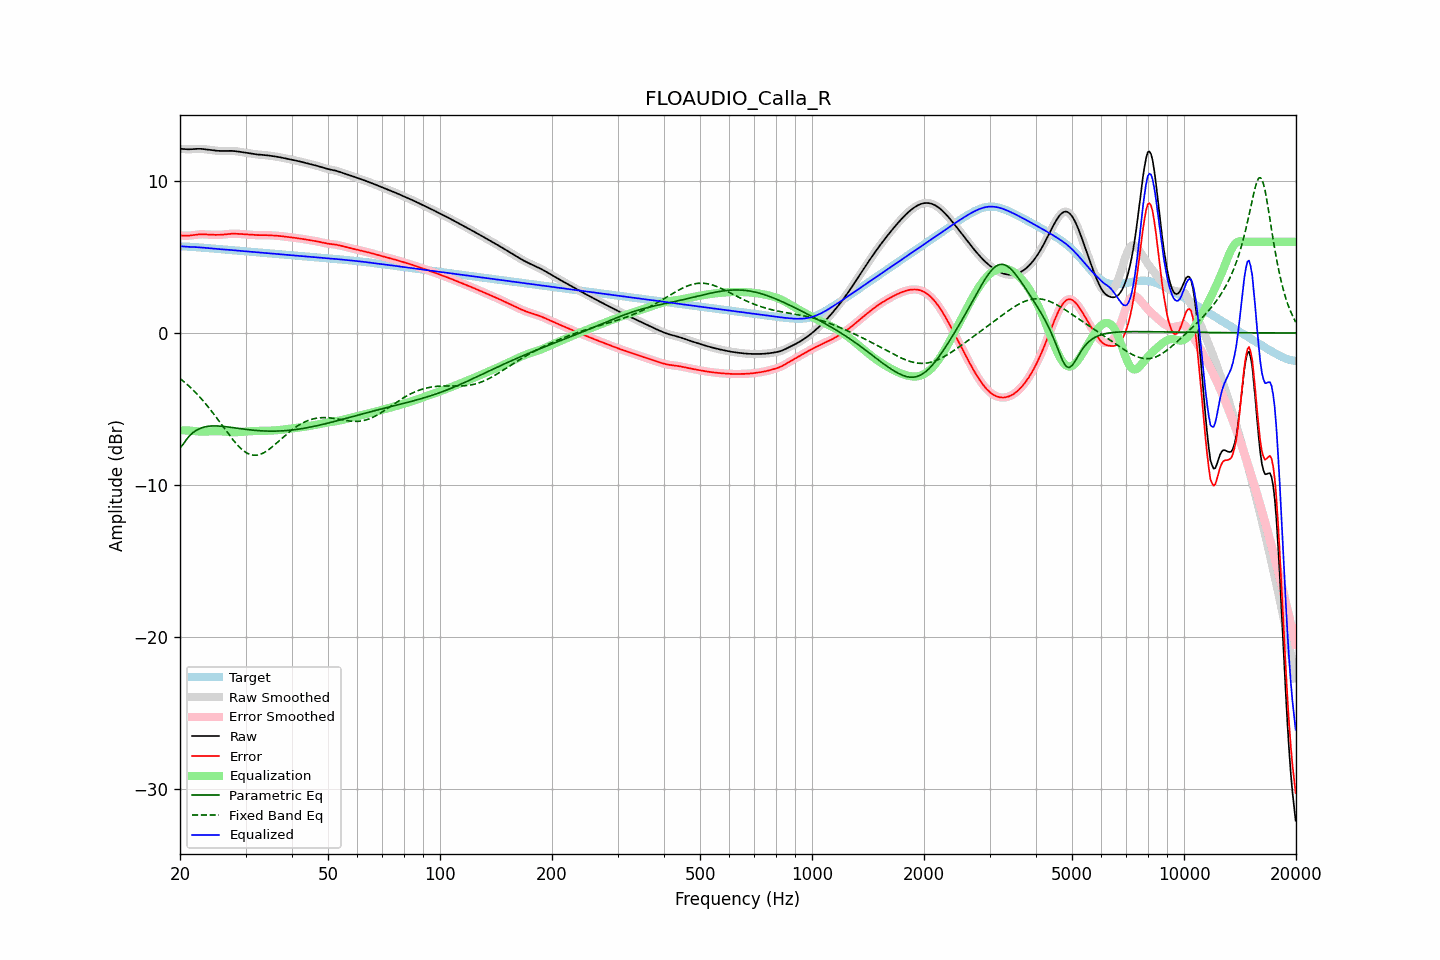 FLOAUDIO_Calla_R
Amplitude (dBr)
10
0
−10
−20
−30
Target
Raw Smoothed
Error Smoothed
Raw
Error
Equalization
Parametric Eq
Fixed Band Eq
Equalized
20 50 100 200 500 1000 2000 5000 10000 20000
Frequency (Hz)